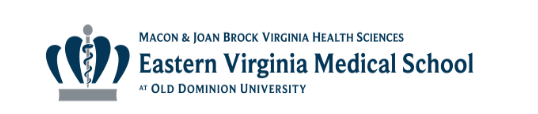 Macon & Joan Brock Virginia Health Sciences
Eastern Virginia Medical School
at Old Dominion University